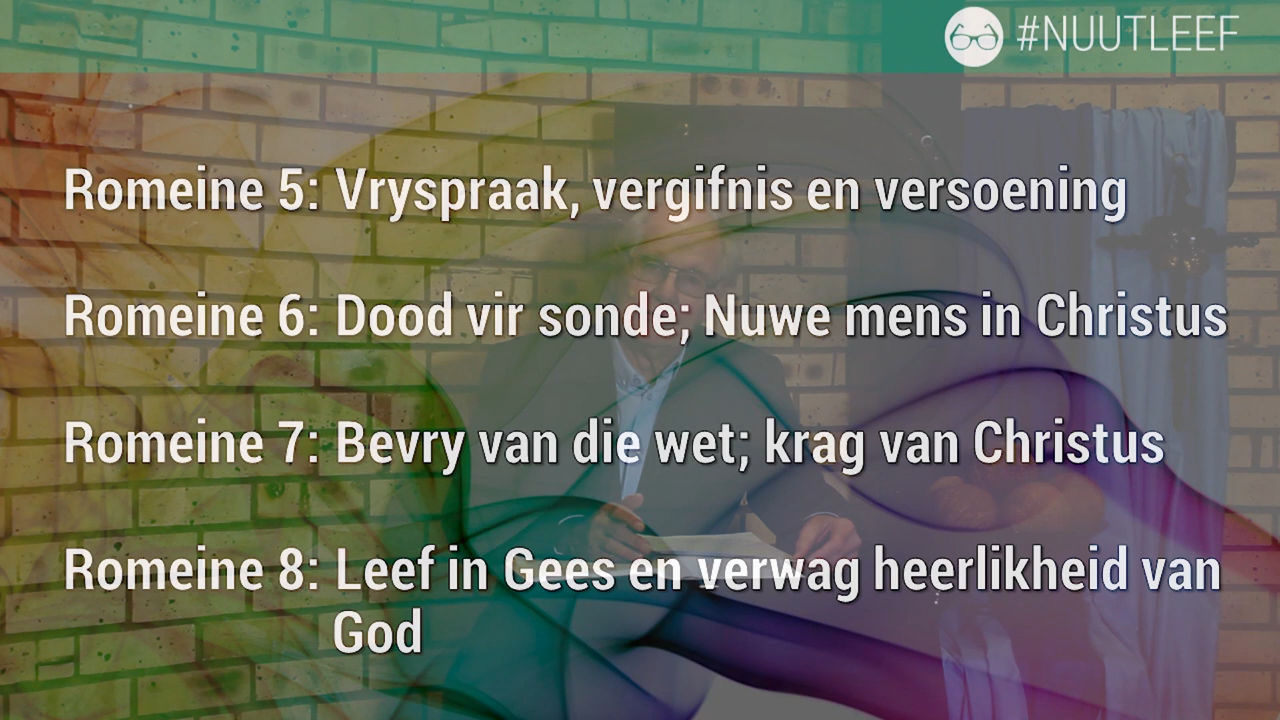 #NUUTLEEF
Romeine 5: Vryspraak, vergifnis en versoening
Romeine 6: Dood vir sonde; Nuwe mens in Christus
Romeine 7: Bevry van die wet; krag van Christus
Romeine 8: Leef in Gees en verwag heerlikheid van
God